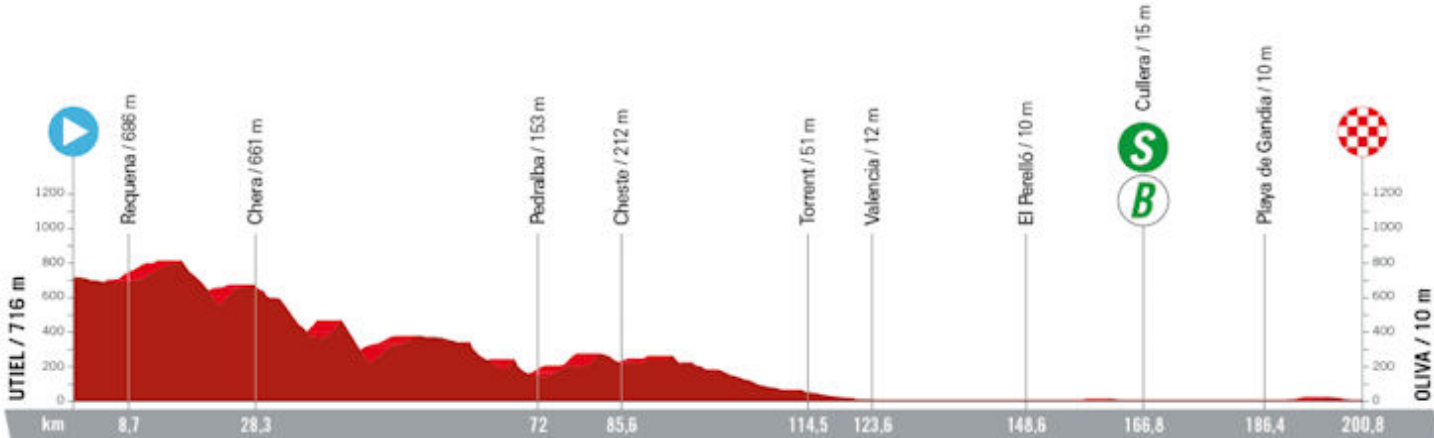 UTIEL / 716 m
Requena / 686 m
Chera / 661 m
Pedralba / 153 m
Cheste / 212 m
Torrent / 51 m
Valencia / 12 m
El Perelló / 10 m
Cullera / 15 m
S
B
Playa de Gandia / 10 m
OLIVA / 10 m
1200
1000
800
600
400
200
0
1200
1000
800
600
400
200
0
km 8,7 28,3 72 85,6 114,5 123,6 148,6 166,8 186,4 200,8